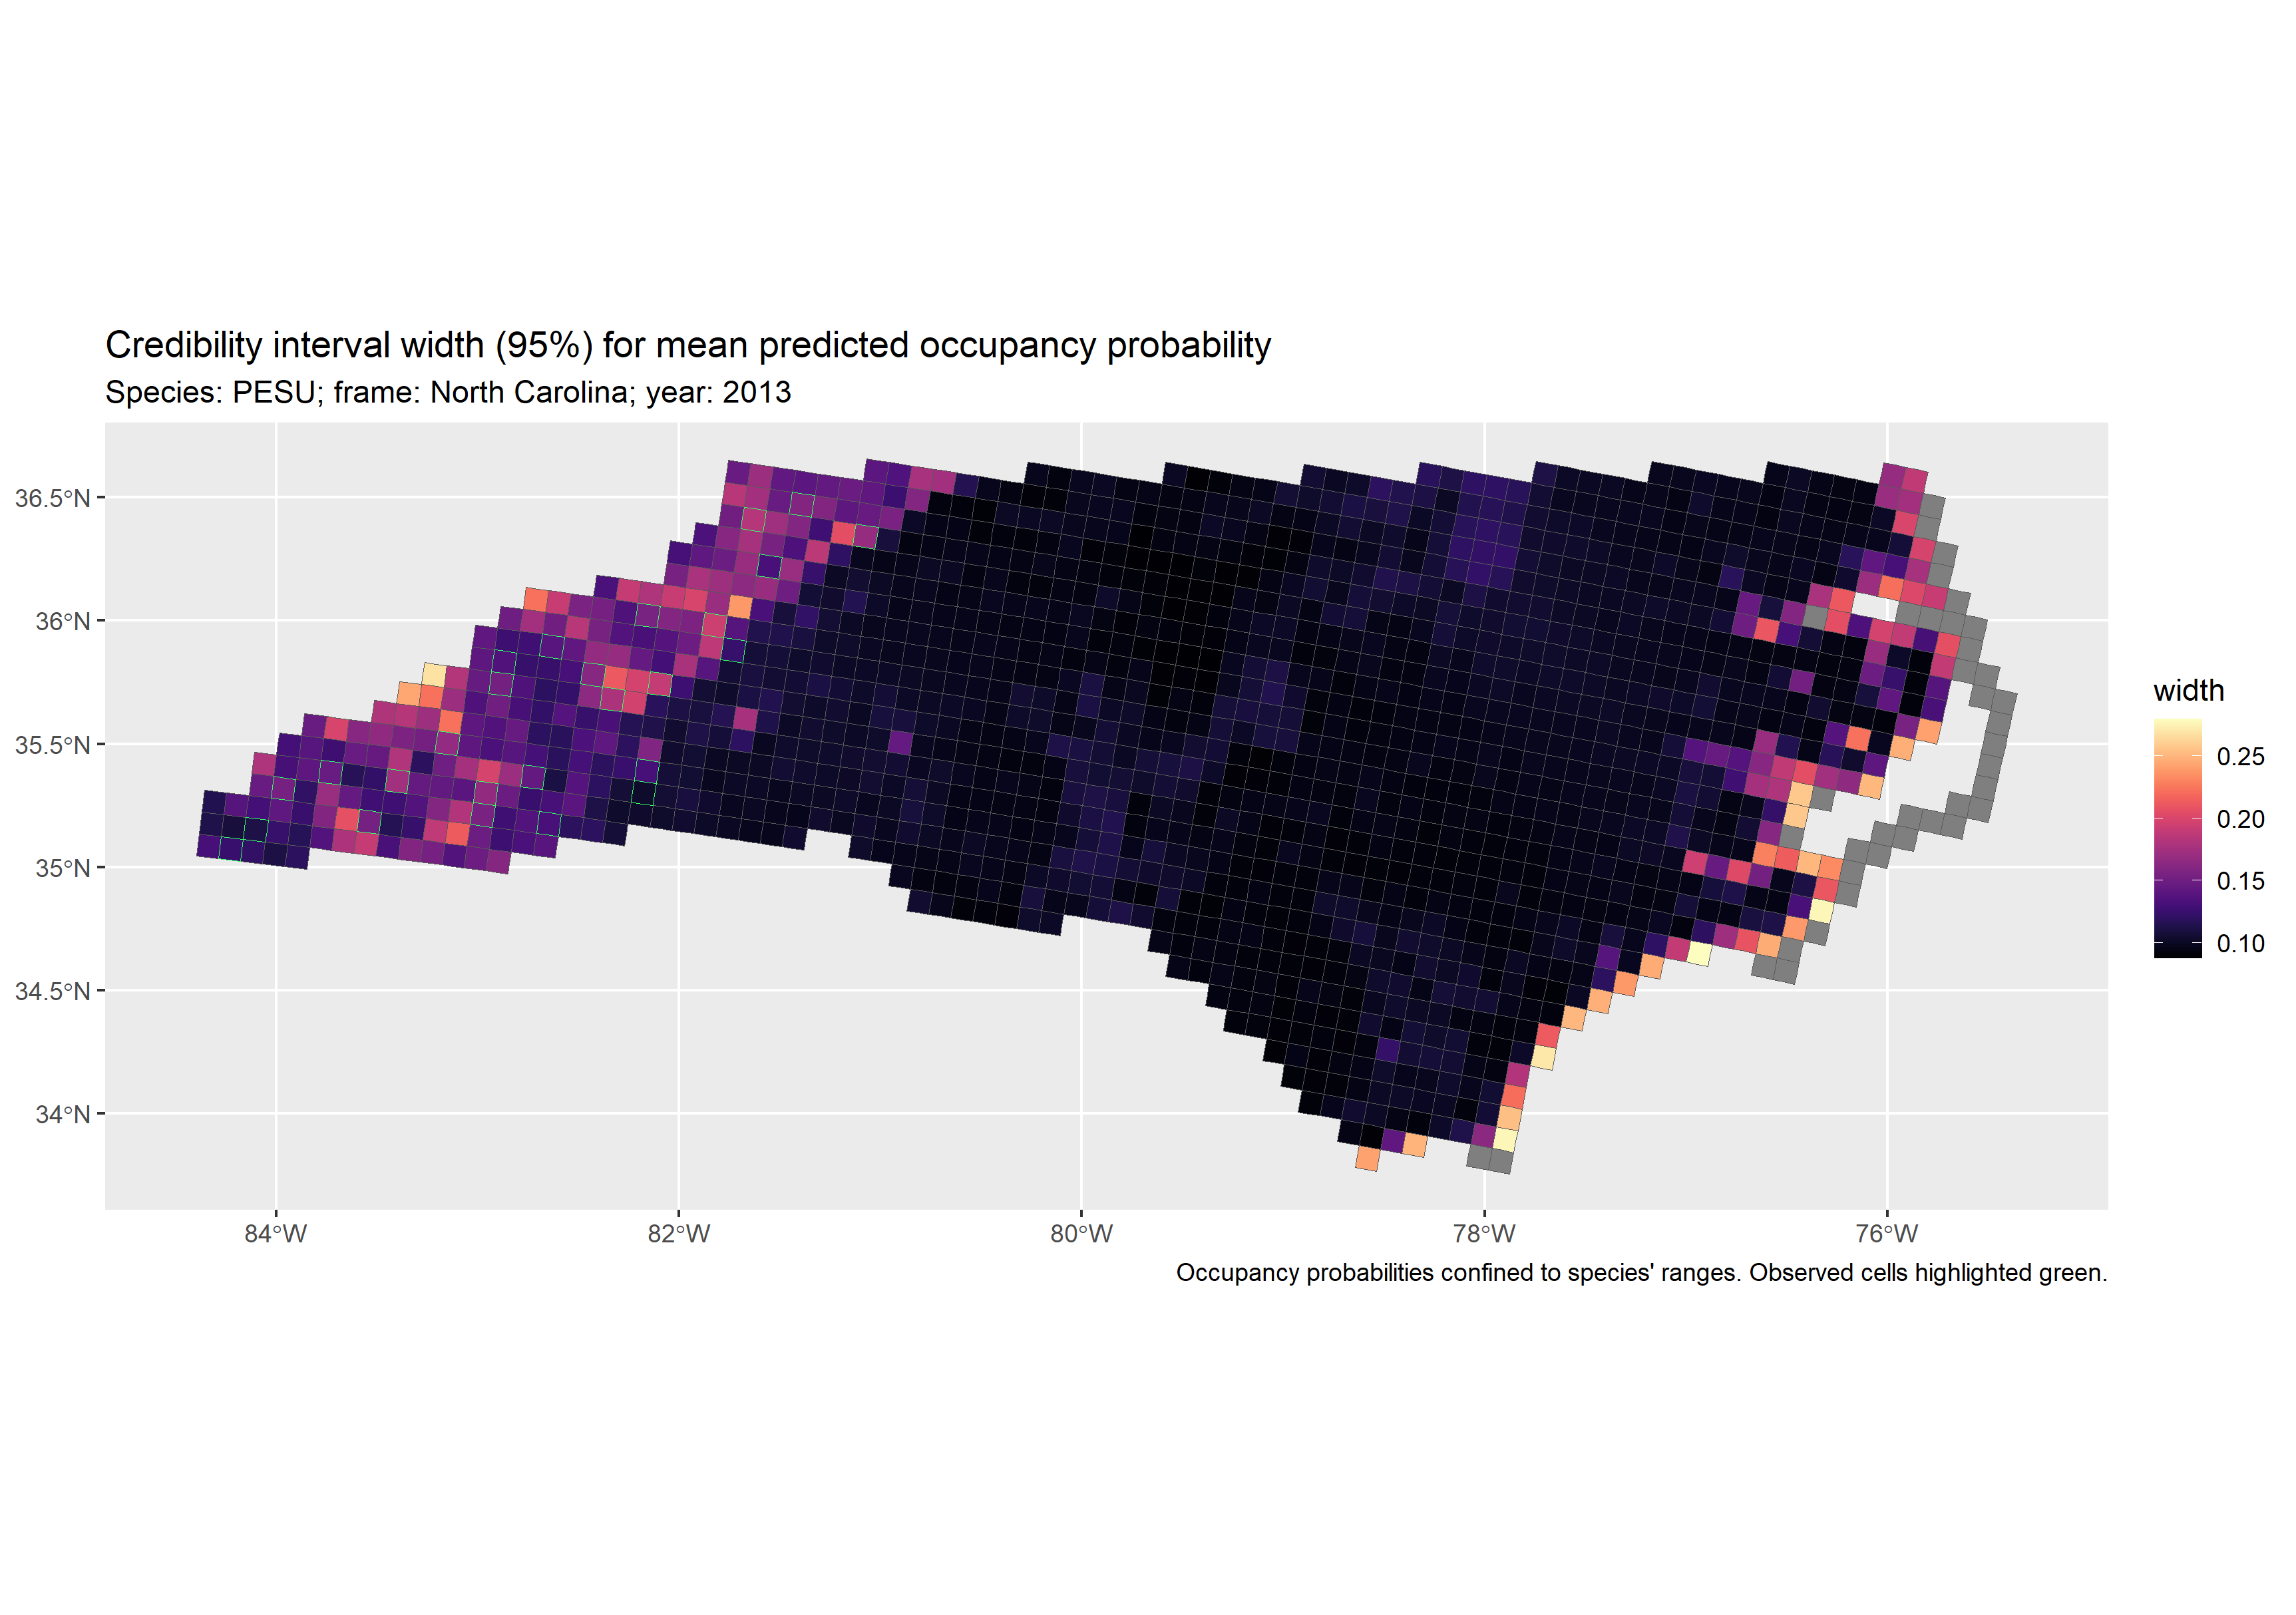 Credibility interval width (95%) for mean predicted occupancy probability
Species: PESU; frame: North Carolina; year: 2013
36.5°N
36°N
35.5°N
35°N
34.5°N
34°N
84°W
82°W
80°W
78°W
76°W
width
0.25
0.20
0.15
0.10
Occupancy probabilities confined to species' ranges. Observed cells highlighted green.